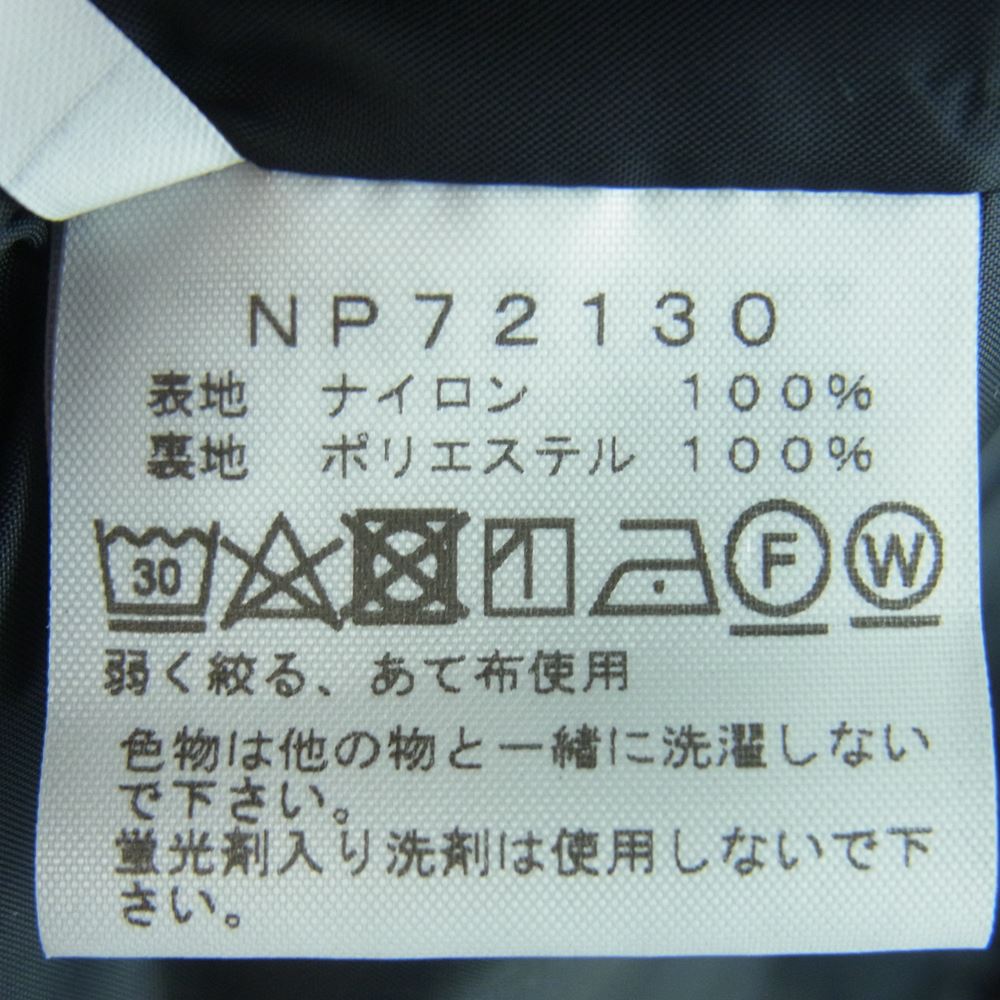 NP72130
表地 ナイロン 100%
裏地 ポリエステル 100%
30 F W
弱く絞る、あて布使用
色物は他の物と一緒に洗濯しない
で下さい。
蛍光剤入り洗剤は使用しないで下
さい。